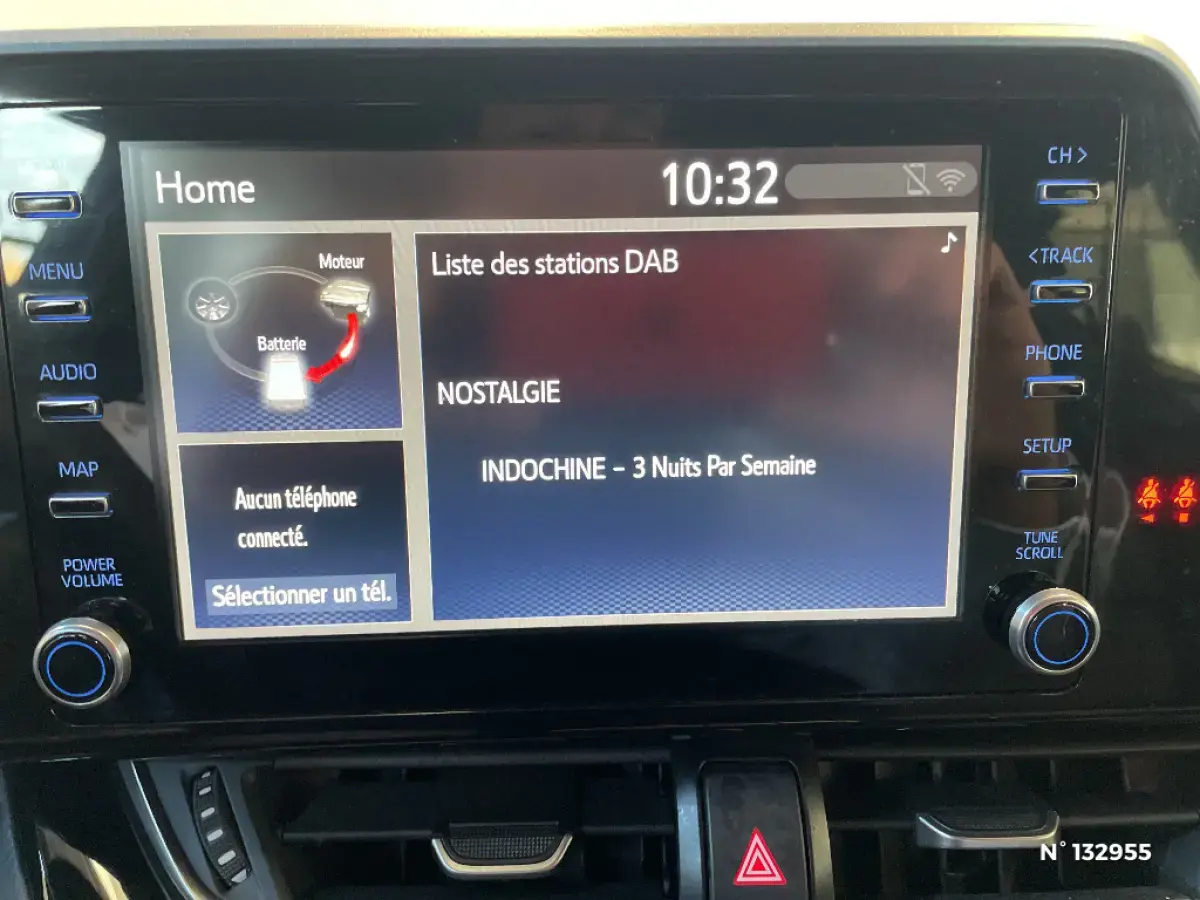 Home
10:32
CH >
MENU
Moteur
Batterie
Liste des stations DAB
< TRACK
AUDIO
NOSTALGIE
PHONE
MAP
Aucun téléphone
connecté.
INDOCHINE – 3 Nuits Par Semaine
SETUP
POWER
VOLUME
Sélectionner un tél.
TUNE
SCROLL
N° 132955